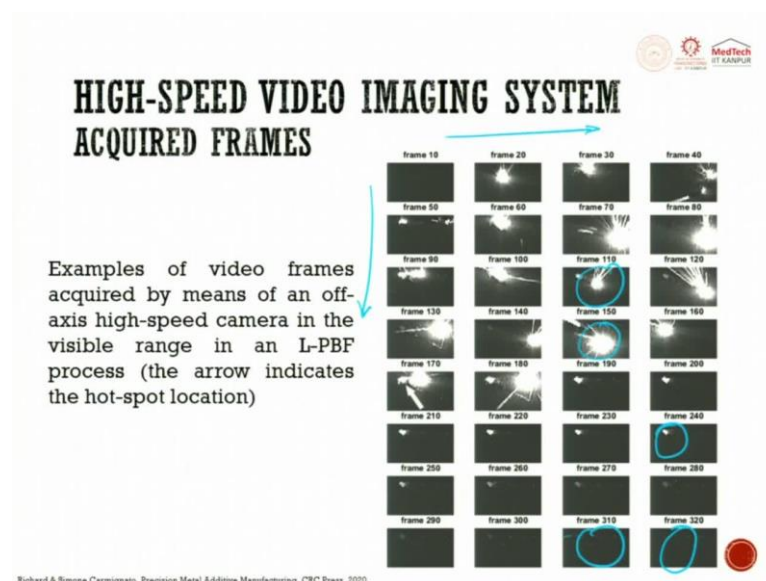 MedTech
IIT KANPUR
HIGH-SPEED VIDEO IMAGING SYSTEM
ACQUIRED FRAMES
Examples of video frames
acquired by means of an off-
axis high-speed camera in the
visible range in an L-PBF
process (the arrow indicates
the hot-spot location)
frame 10 frame 20 frame 30 frame 40
frame 50 frame 60 frame 70 frame 80
frame 90 frame 100 frame 110 frame 120
frame 130 frame 140 frame 150 frame 160
frame 170 frame 180 frame 190 frame 200
frame 210 frame 220 frame 230 frame 240
frame 250 frame 260 frame 270 frame 280
frame 290 frame 300 frame 310 frame 320
Richard & Simone Carmignato, Precision Metal Additive Manufacturing, CRC Press, 2020